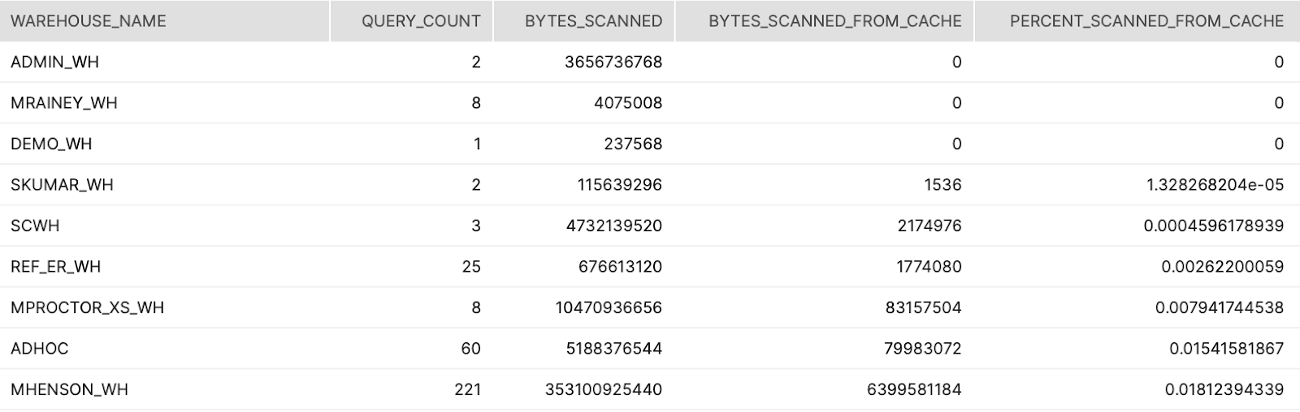 WAREHOUSE_NAME QUERY_COUNT BYTES_SCANNED BYTES_SCANNED_FROM_CACHE PERCENT_SCANNED_FROM_CACHE
ADMIN_WH 2 3656736768 0 0
MRAINEY_WH 8 4075008 0 0
DEMO_WH 1 237568 0 0
SKUMAR_WH 2 115639296 1536 1.328268204e-05
SCWH 3 4732139520 2174976 0.0004596178939
REF_ER_WH 25 676613120 1774080 0.00262200059
MPROCTOR_XS_WH 8 10470936656 83157504 0.007941744538
ADHOC 60 5188376544 79983072 0.01541581867
MHENSON_WH 221 353100925440 6399581184 0.01812394339